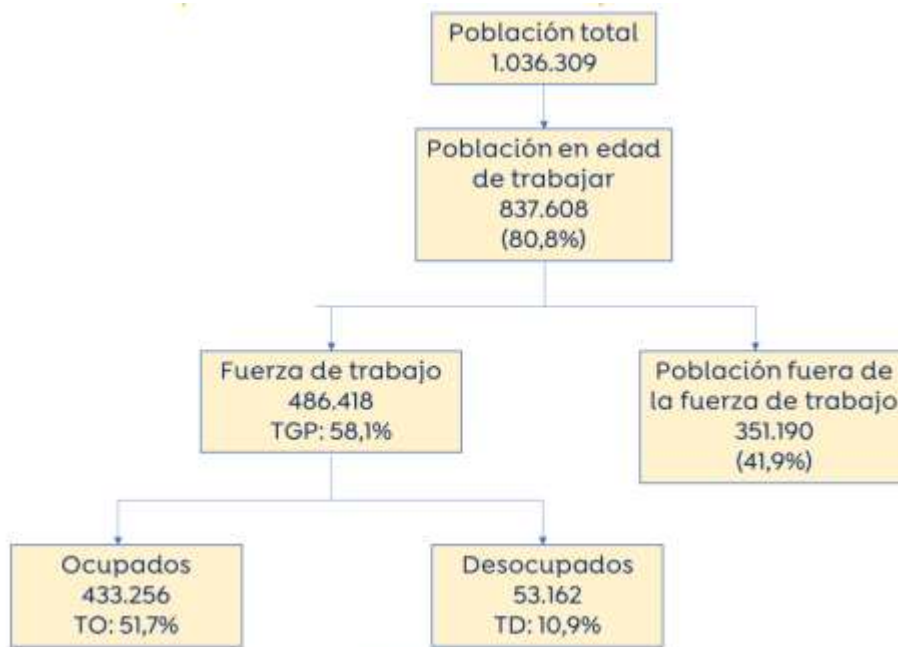 Población total
1.036.309
Población en edad
de trabajar
837.608
(80,8%)
Fuerza de trabajo
486.418
TGP: 58,1%
Población fuera de
la fuerza de trabajo
351.190
(41,9%)
Ocupados
433.256
TO: 51,7%
Desocupados
53.162
TD: 10,9%